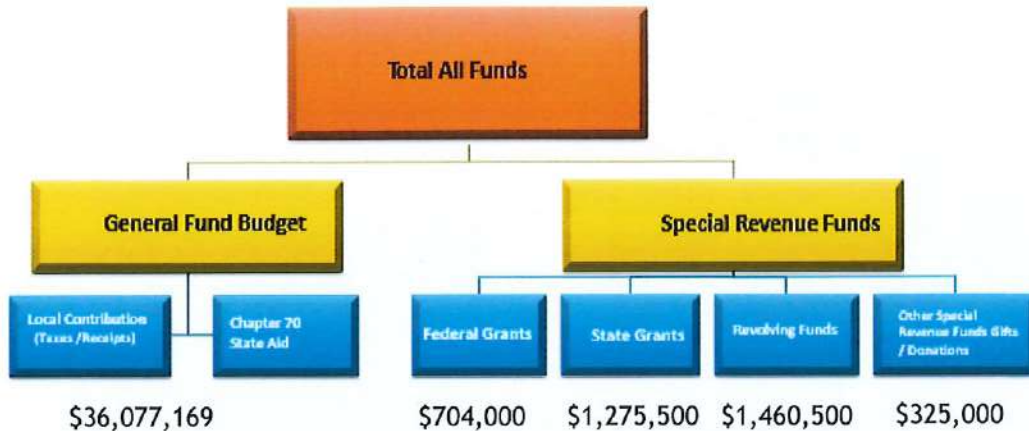 Total All Funds
General Fund Budget
Special Revenue Funds
Local Contribution
(Taxes /Receipts)
Chapter 70
State Aid
Federal Grants
State Grants
Revolving Funds
Other Special
Revenue Funds Gifts
/ Donations
$36,077,169
$704,000
$1,275,500
$1,460,500
$325,000